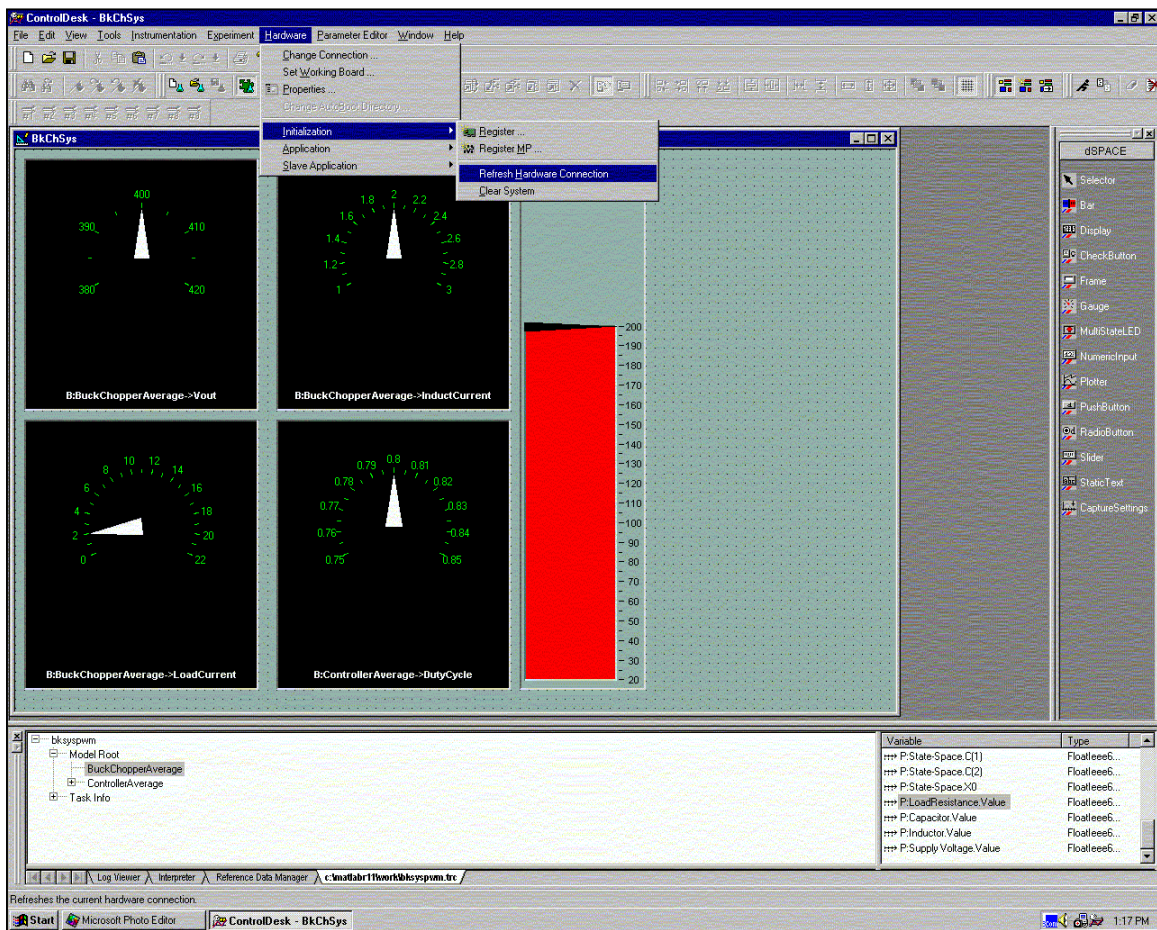 ControlDesk - BkChSys
File Edit View Tools Instrumentation Experiment Hardware Parameter Editor Window Help
Change Connection ...
Set Working Board ...
Properties ...
Change AutoBoot Directory
Initialization
Application
Slave Application
Register ...
Register MP ...
Refresh Hardware Connection
Clear System
BkChSys
380 390 400 410 420
B:BuckChopperAverage->Vout
1 1.2 1.4 1.6 1.8 2 2.2 2.4 2.6 2.8 3
B:BuckChopperAverage->InductCurrent
0 2 4 6 8 10 12 14 16 18 20 22
B:BuckChopperAverage->LoadCurrent
0.75 0.76 0.77 0.78 0.79 0.8 0.81 0.82 0.83 0.84 0.85
B:ControllerAverage->DutyCycle
200
190
180
170
160
150
140
130
120
110
100
90
80
70
60
50
40
30
20
dSPACE
Selector
Bar
Display
CheckButton
Frame
Gauge
MultiStateLED
NumericInput
Plotter
PushButton
RadioButton
Slider
StaticText
CaptureSettings
bksyspwm
Model Root
BuckChopperAverage
ControllerAverage
Task Info
Variable Type
P:State-Space.C(1) FloatIeee6...
P:State-Space.C(2) FloatIeee6...
P:State-Space.X0 FloatIeee6...
P:LoadResistance.Value FloatIeee6...
P:Capacitor.Value FloatIeee6...
P:Inductor.Value FloatIeee6...
P:Supply Voltage.Value FloatIeee6...
Log Viewer Interpreter Reference Data Manager c:\matlabr11\work\bksyspwm.trc
Refreshes the current hardware connection.
Start Microsoft Photo Editor ControlDesk - BkChSys 1:17 PM